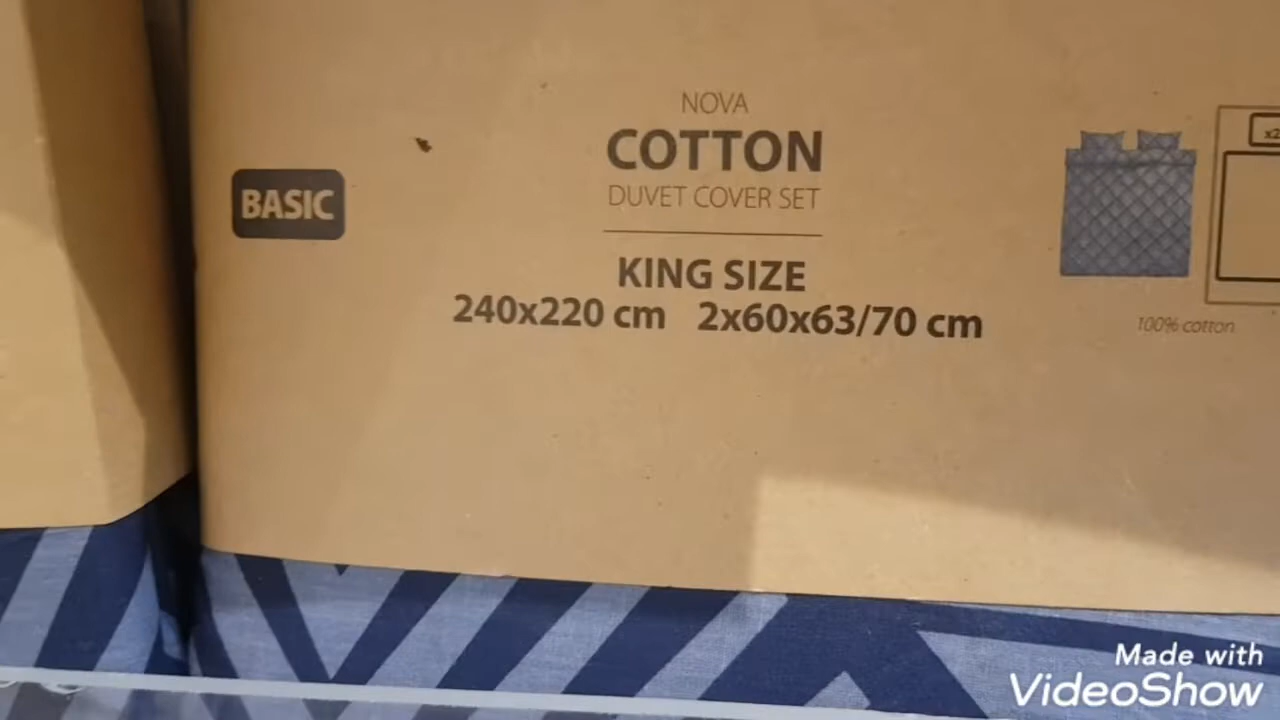 NOVA
COTTON
DUVET COVER SET
BASIC
KING SIZE
240x220 cm 2x60x63/70 cm
100% cotton
Made with
VideoShow